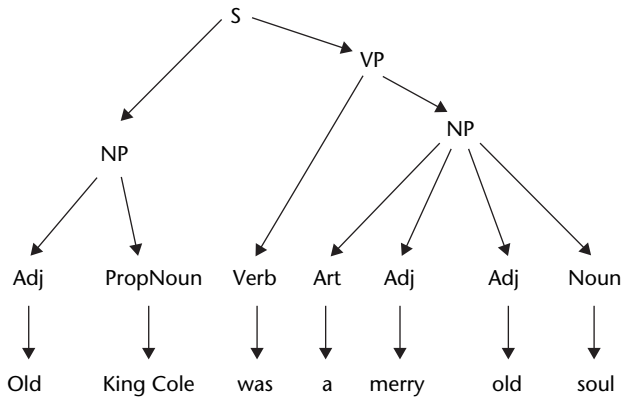 S
VP
NP
NP
Adj PropNoun Verb Art Adj Adj Noun
Old King Cole was a merry old soul